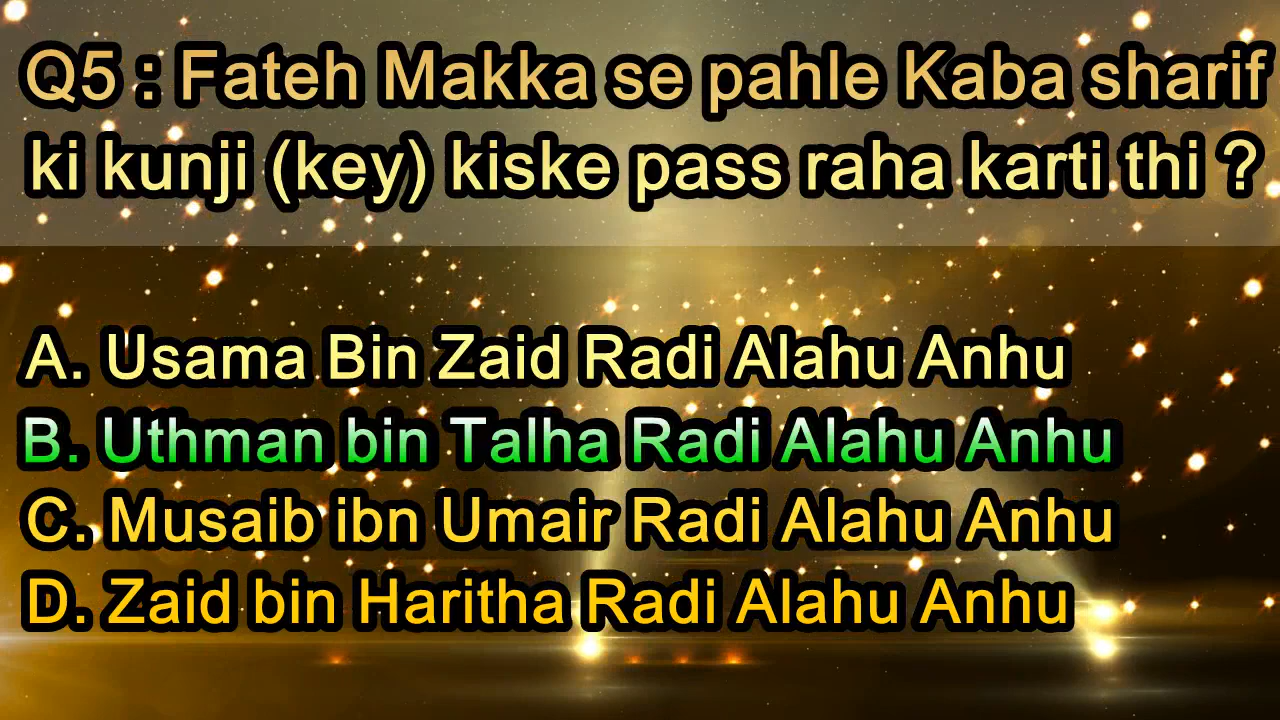 Q5 : Fateh Makka se pahle Kaba sharif
ki kunji (key) kiske pass raha karti thi ?
A. Usama Bin Zaid Radi Alahu Anhu
B. Uthman bin Talha Radi Alahu Anhu
C. Musaib ibn Umair Radi Alahu Anhu
D. Zaid bin Haritha Radi Alahu Anhu